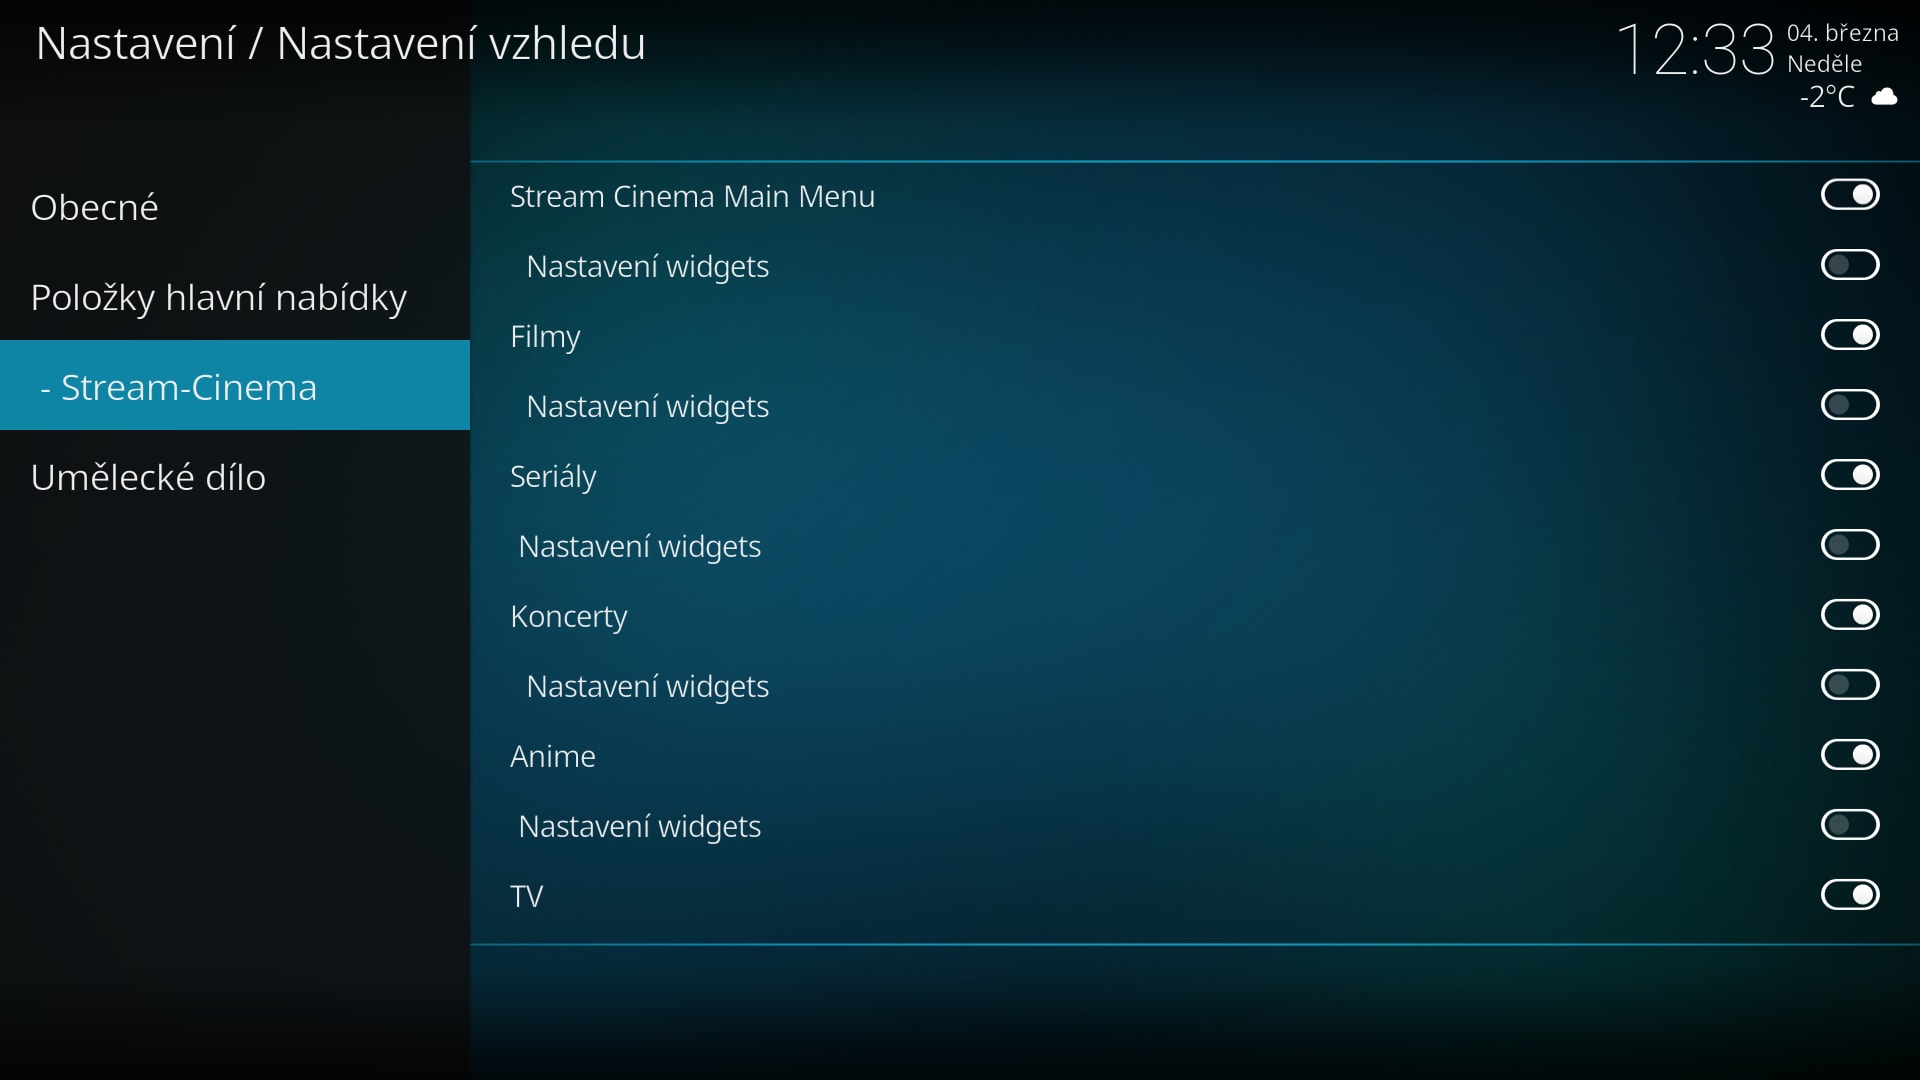 Nastavení / Nastavení vzhledu
12:33
04. března
Neděle
-2°C
Obecné
Položky hlavní nabídky
- Stream-Cinema
Umělecké dílo
Stream Cinema Main Menu
Nastavení widgets
Filmy
Nastavení widgets
Seriály
Nastavení widgets
Koncerty
Nastavení widgets
Anime
Nastavení widgets
TV